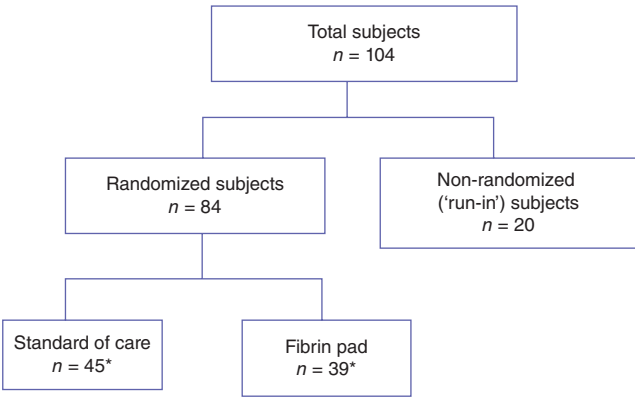 Total subjects
n = 104
Randomized subjects
n = 84
Non-randomized
(‘run-in’) subjects
n = 20
Standard of care
n = 45*
Fibrin pad
n = 39*